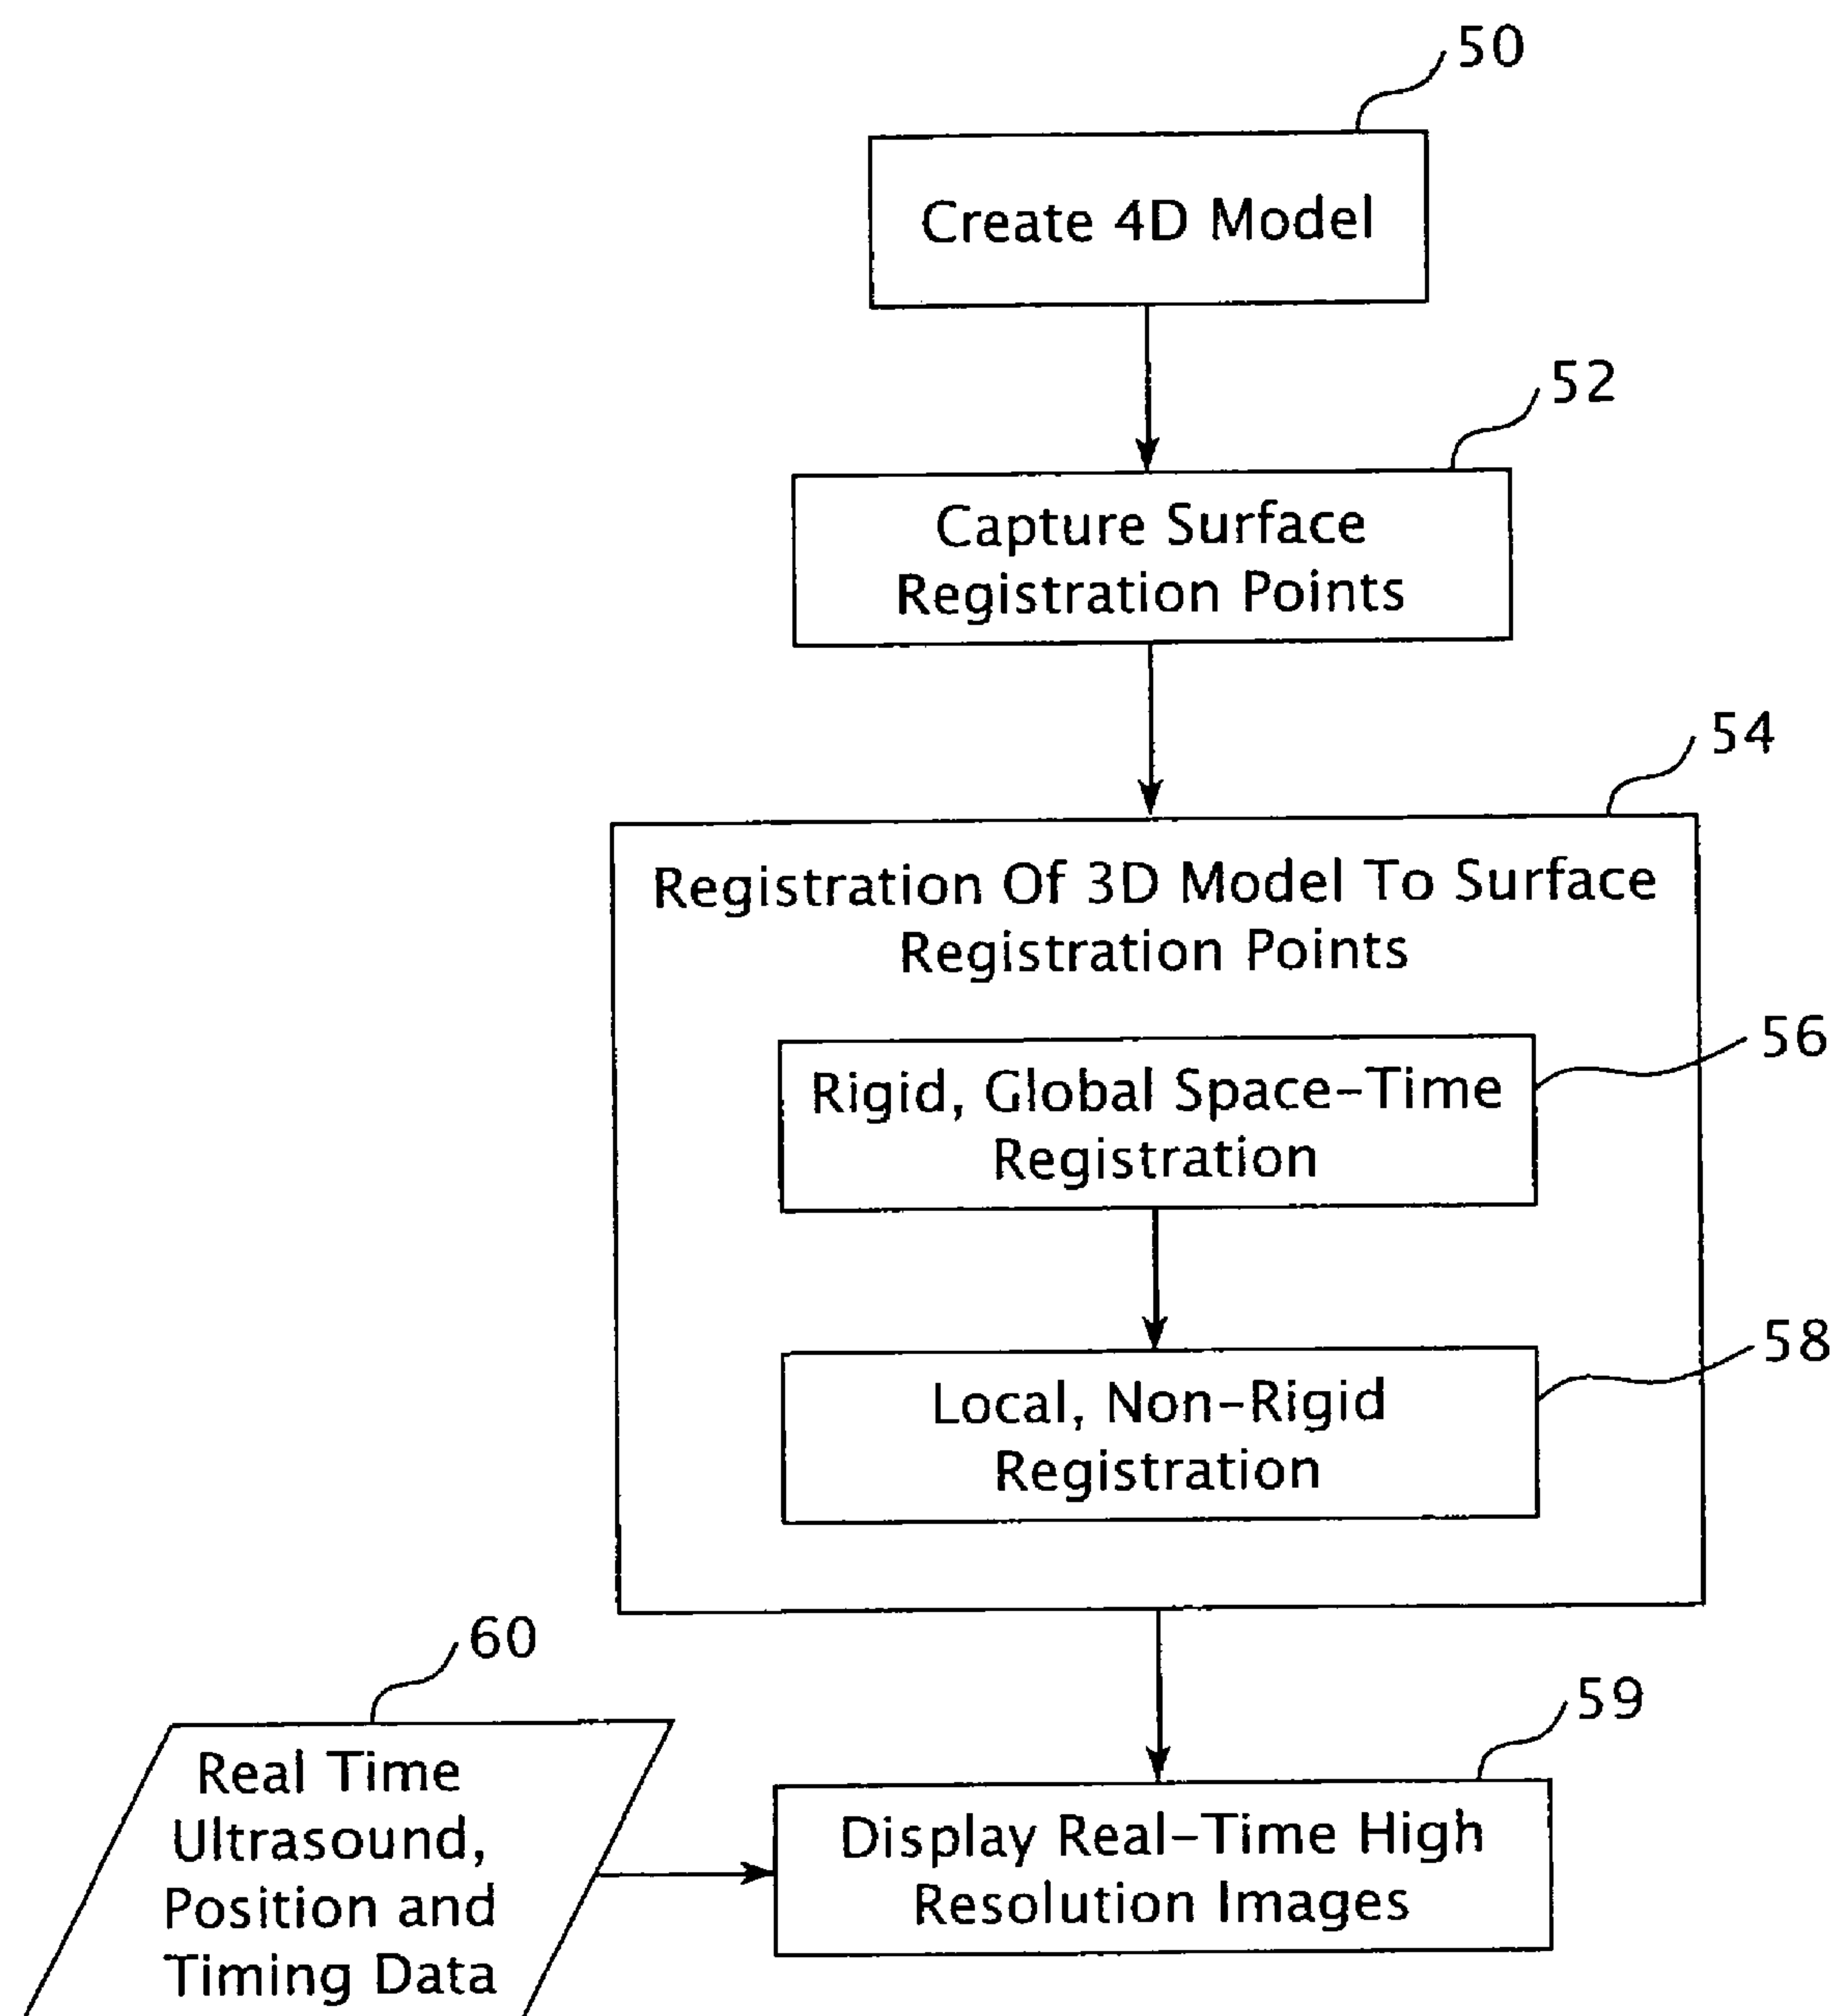 50
Create 4D Model
52
Capture Surface
Registration Points
54
Registration Of 3D Model To Surface
Registration Points
56
Rigid, Global Space-Time
Registration
58
Local, Non-Rigid
Registration
60
Real Time
Ultrasound,
Position and
Timing Data
59
Display Real-Time High
Resolution Images